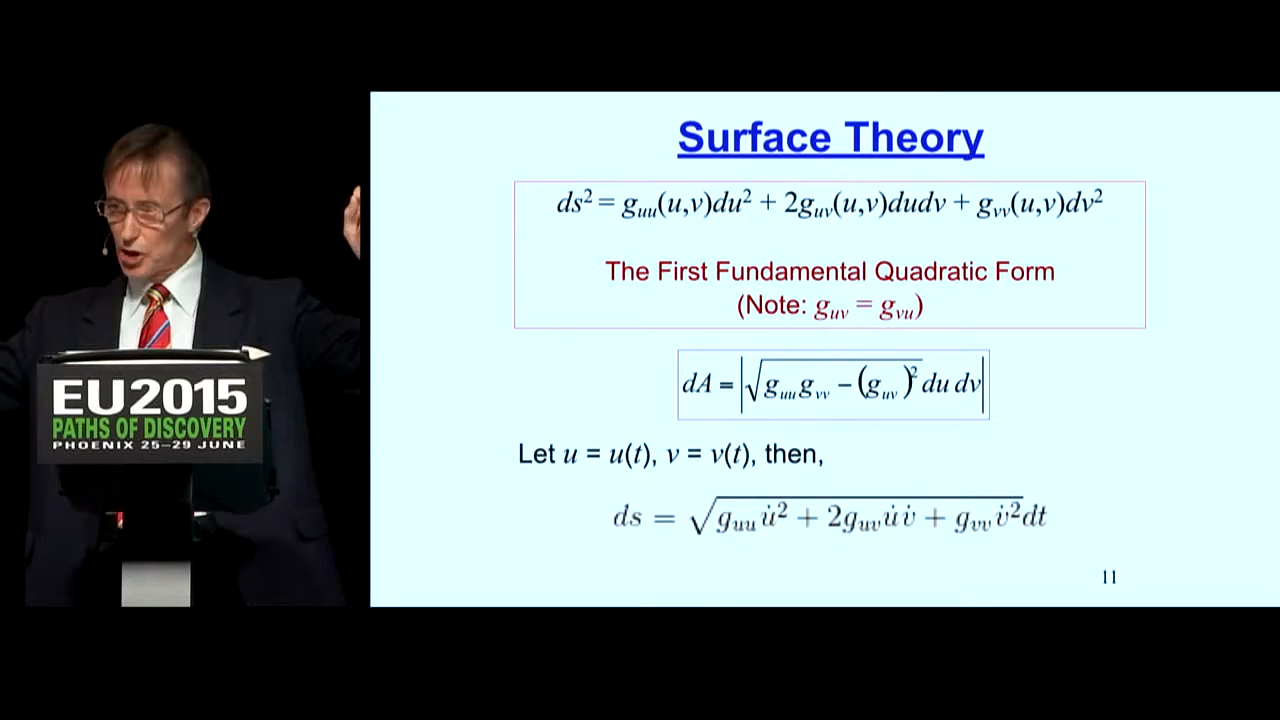 Surface Theory
ds² = g_uu(u,v)du² + 2g_uv(u,v)dudv + g_vv(u,v)dv²
The First Fundamental Quadratic Form
(Note: g_uv = g_vu)
dA = |√(g_uu g_vv − (g_uv)²) du dv|
Let u = u(t), v = v(t), then,
ds = √(g_uu u̇² + 2g_uv u̇v̇ + g_vv v̇²)dt
11
EU2015
PATHS OF DISCOVERY
PHOENIX 25–29 JUNE